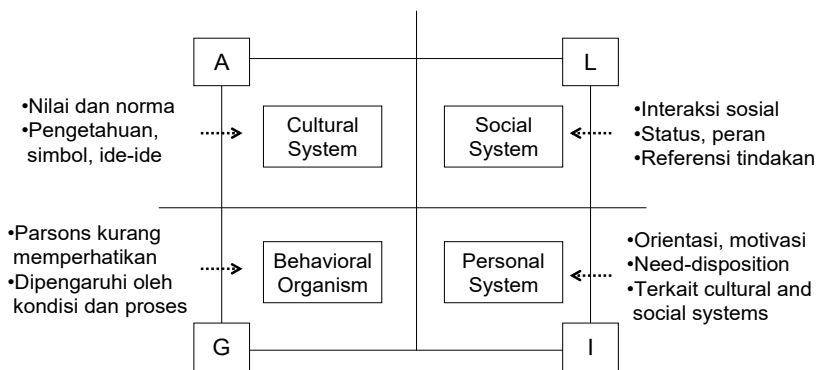 A
L
•Nilai dan norma
•Pengetahuan,
simbol, ide-ide
Cultural
System
Social
System
•Interaksi sosial
•Status, peran
•Referensi tindakan
•Parsons kurang
memperhatikan
•Dipengaruhi oleh
kondisi dan proses
Behavioral
Organism
Personal
System
•Orientasi, motivasi
•Need-disposition
•Terkait cultural and
social systems
G
I